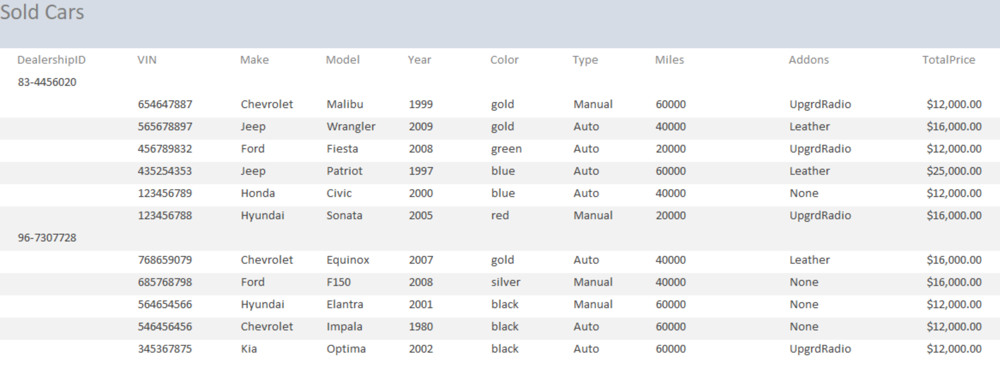 Sold Cars
DealershipID VIN Make Model Year Color Type Miles Addons TotalPrice
83-4456020
654647887 Chevrolet Malibu 1999 gold Manual 60000 UpgrdRadio $12,000.00
565678897 Jeep Wrangler 2009 gold Auto 40000 Leather $16,000.00
456789832 Ford Fiesta 2008 green Auto 20000 UpgrdRadio $12,000.00
435254353 Jeep Patriot 1997 blue Auto 60000 Leather $25,000.00
123456789 Honda Civic 2000 blue Auto 40000 None $12,000.00
123456788 Hyundai Sonata 2005 red Manual 20000 UpgrdRadio $16,000.00
96-7307728
768659079 Chevrolet Equinox 2007 gold Auto 40000 Leather $16,000.00
685768798 Ford F150 2008 silver Manual 40000 None $16,000.00
564654566 Hyundai Elantra 2001 black Manual 60000 None $12,000.00
546456456 Chevrolet Impala 1980 black Auto 60000 None $12,000.00
345367875 Kia Optima 2002 black Auto 60000 UpgrdRadio $12,000.00